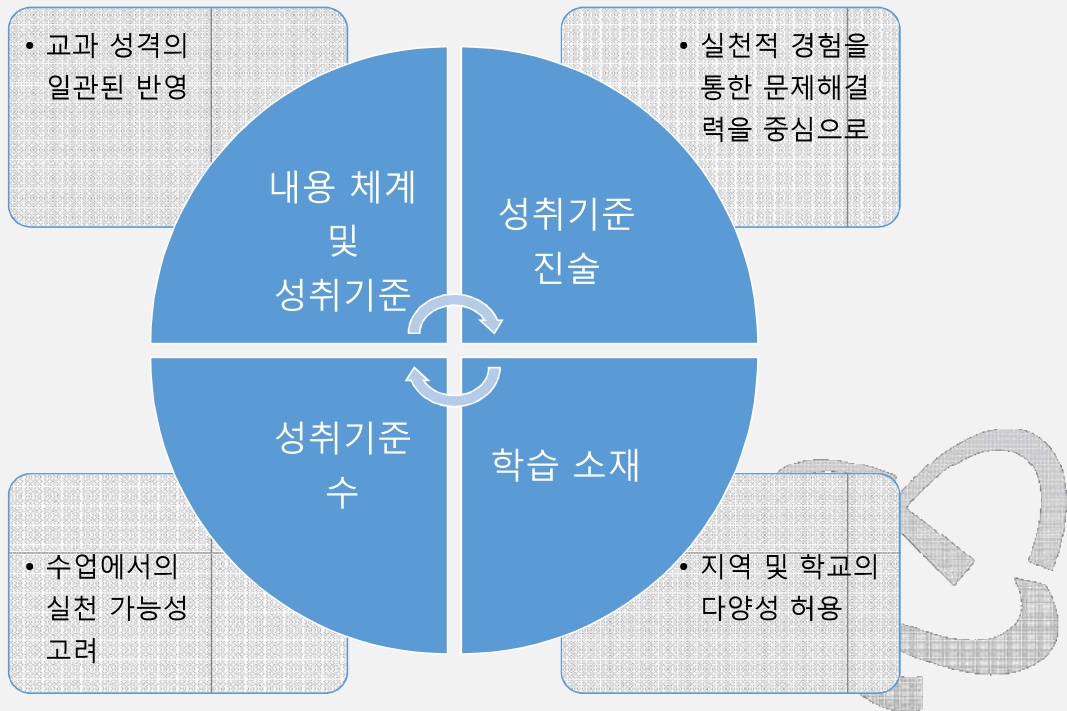 • 교과 성격의
일관된 반영
• 실천적 경험을
통한 문제해결
력을 중심으로
내용 체계
및
성취기준
성취기준
진술
성취기준
수
학습 소재
• 수업에서의
실천 가능성
고려
• 지역 및 학교의
다양성 허용